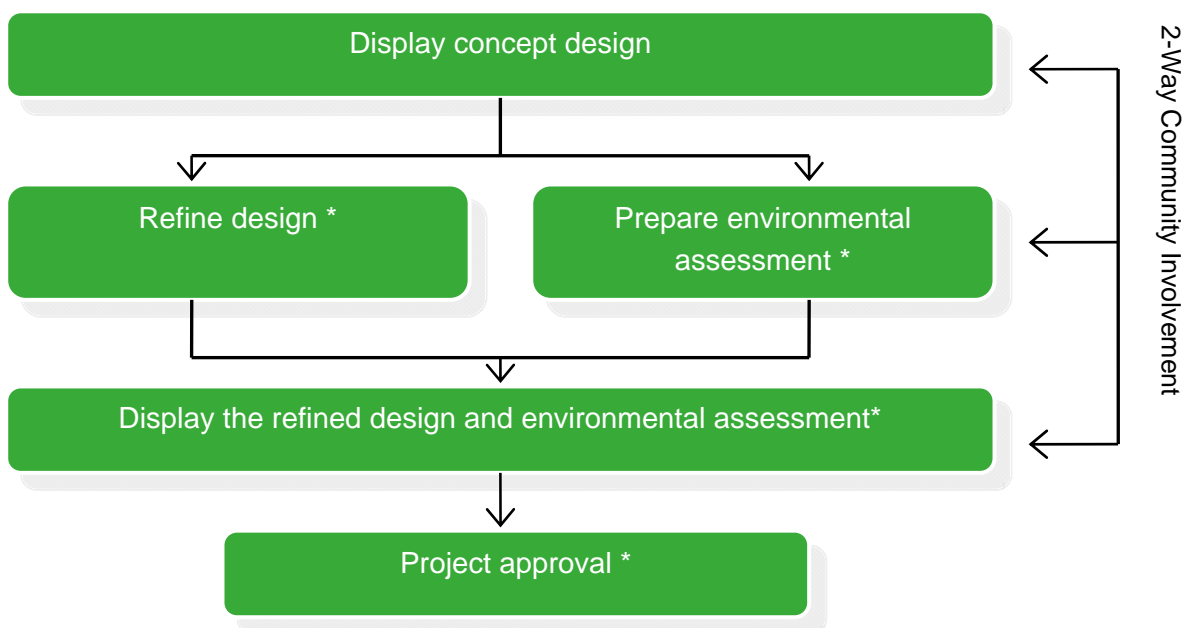 Display concept design
2-Way Community Involvement
Refine design *
Prepare environmental
assessment *
Display the refined design and environmental assessment*
Project approval *